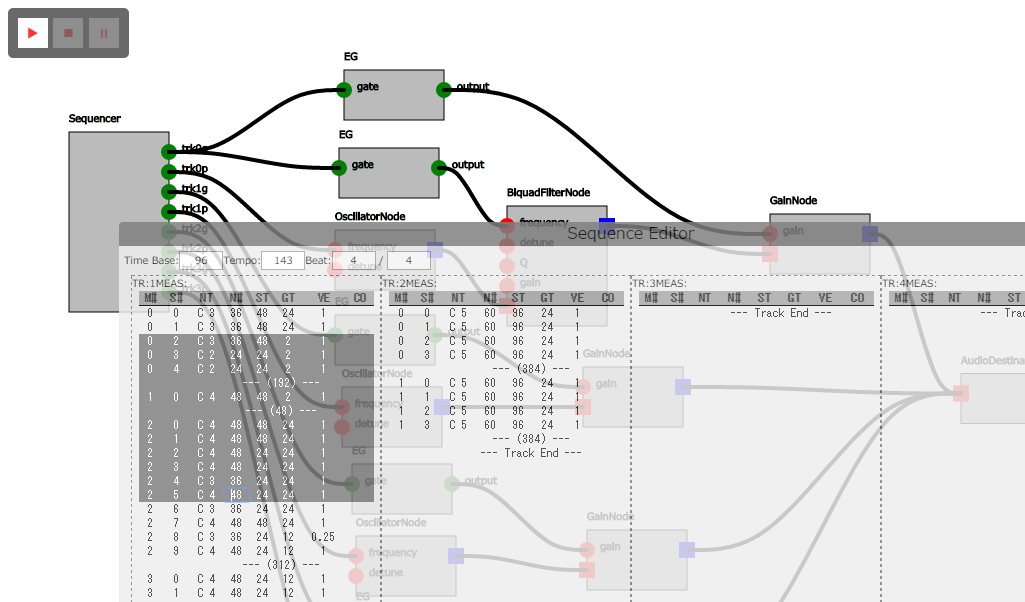 EG
gate output
Sequencer
EG
trk0g
trk0p
gate output
trk1g
BiquadFilterNode
GainNode
trk1p
OscillatorNode
frequency
trk2g
Sequence Editor
gain
trk2p
frequency
detune
detune
Time Base: 96 Tempo: 143 Beat: 4 / 4
Q
trk3g
gain
TR:1MEAS: TR:2MEAS: TR:3MEAS: TR:4MEAS:
M# S# NT N# ST GT VE CO
0 0 C 3 36 48 24 1
0 1 C 3 36 48 24 1
0 2 C 3 36 48 2 1
0 3 C 2 24 24 2 1
0 4 C 2 24 24 2 1
--- (192) ---
1 0 C 4 48 48 2 1
--- (48) ---
2 0 C 4 48 48 24 1
2 1 C 4 48 48 24 1
2 2 C 4 48 24 24 1
2 3 C 4 48 24 24 1
2 4 C 3 36 24 24 1
2 5 C 4 48 24 24 1
2 6 C 3 36 24 24 1
2 7 C 4 48 48 24 1
2 8 C 3 36 24 12 0.25
2 9 C 4 48 24 12 1
--- (312) ---
3 0 C 4 48 24 12 1
3 1 C 4 48 24 12 1
M# S# NT N# ST GT VE CO
0 0 C 5 60 96 24 1
0 1 C 5 60 96 24 1
0 2 C 5 60 96 24 1
0 3 C 5 60 96 24 1
--- (384) ---
1 0 C 5 60 96 24 1
1 1 C 5 60 96 24 1
1 2 C 5 60 96 24 1
1 3 C 5 60 96 24 1
--- (384) ---
--- Track End ---
M# S# NT N# ST GT VE CO
--- Track End ---
M# S# NT N# ST
EG
gate output
GainNode
AudioDestina
OscillatorNode
gain
frequency
detune
EG
gate output
GainNode
OscillatorNode
gain
frequency
detune
EG